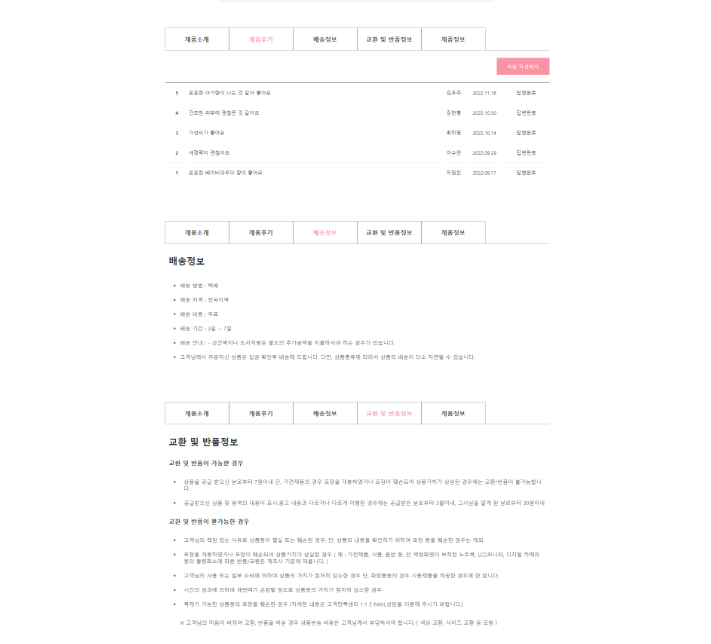 제품소개 제품후기 배송정보 교환 및 반품정보 제품정보
리뷰 작성하기
5 은은한 아기향이 나는 것 같아 좋아요 2022.11.16 답변완료
4 건조한 피부에 괜찮은 것 같아요 2022.10.30 답변완료
3 가성비가 좋아요 2022.10.14 답변완료
2 세정력이 괜찮아요 2022.09.29 답변완료
1 은은한 베이비파우더 향이 좋아요 2022.09.17 답변완료
제품소개 제품후기 배송정보 교환 및 반품정보 제품정보
배송정보
• 배송 방법 : 택배
• 배송 지역 : 전국지역
• 배송 비용 : 무료
• 배송 기간 : 3일 ~ 7일
• 배송 안내 : - 산간벽지나 도서지방은 별도의 추가금액을 지불하셔야 하는 경우가 있습니다.
• 고객님께서 주문하신 상품은 입금 확인후 배송해 드립니다. 다만, 상품종류에 따라서 상품의 배송이 다소 지연될 수 있습니다.
제품소개 제품후기 배송정보 교환 및 반품정보 제품정보
교환 및 반품정보
교환 및 반품이 가능한 경우
• 상품을 공급 받으신 날로부터 7일이내 단, 가전제품의 경우 포장을 개봉하였거나 포장이 훼손되어 상품가치가 상실된 경우에는 교환/반품이 불가능합니
다.
• 공급받으신 상품 및 용역의 내용이 표시.광고 내용과 다르거나 다르게 이행된 경우에는 공급받은 날로부터 3월이내, 그사실을 알게 된 날로부터 30일이내
교환 및 반품이 불가능한 경우
• 고객님의 책임 있는 사유로 상품등이 멸실 또는 훼손된 경우. 단, 상품의 내용을 확인하기 위하여 포장 등을 훼손한 경우는 제외
• 포장을 개봉하였거나 포장이 훼손되어 상품가치가 상실된 경우 ( 예 : 가전제품, 식품, 음반 등, 단 액정화면이 부착된 노트북, LCD모니터, 디지털 카메라
등의 불량화소에 따른 반품/교환은 제조사 기준에 따릅니다. )
• 고객님의 사용 또는 일부 소비에 의하여 상품의 가치가 현저히 감소한 경우 단, 화장품등의 경우 시용제품을 제공한 경우에 한 합니다.
• 시간의 경과에 의하여 재판매가 곤란할 정도로 상품등의 가치가 현저히 감소한 경우
• 복제가 가능한 상품등의 포장을 훼손한 경우 (자세한 내용은 고객만족센터 1:1 E-MAIL상담을 이용해 주시기 바랍니다.)
※ 고객님의 마음이 바뀌어 교환, 반품을 하실 경우 상품반송 비용은 고객님께서 부담하셔야 합니다. ( 색상 교환, 사이즈 교환 등 포함 )